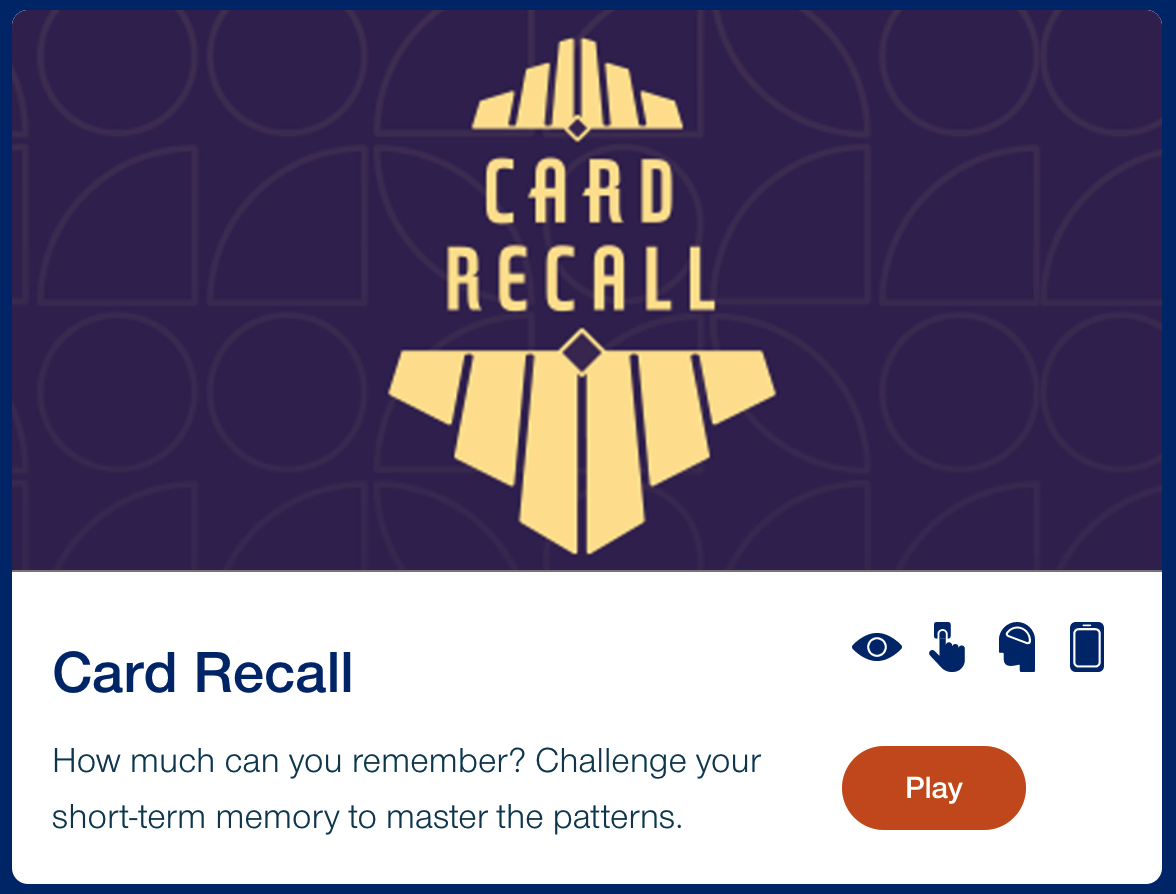 CARD
RECALL
Card Recall
How much can you remember? Challenge your
short-term memory to master the patterns.
Play